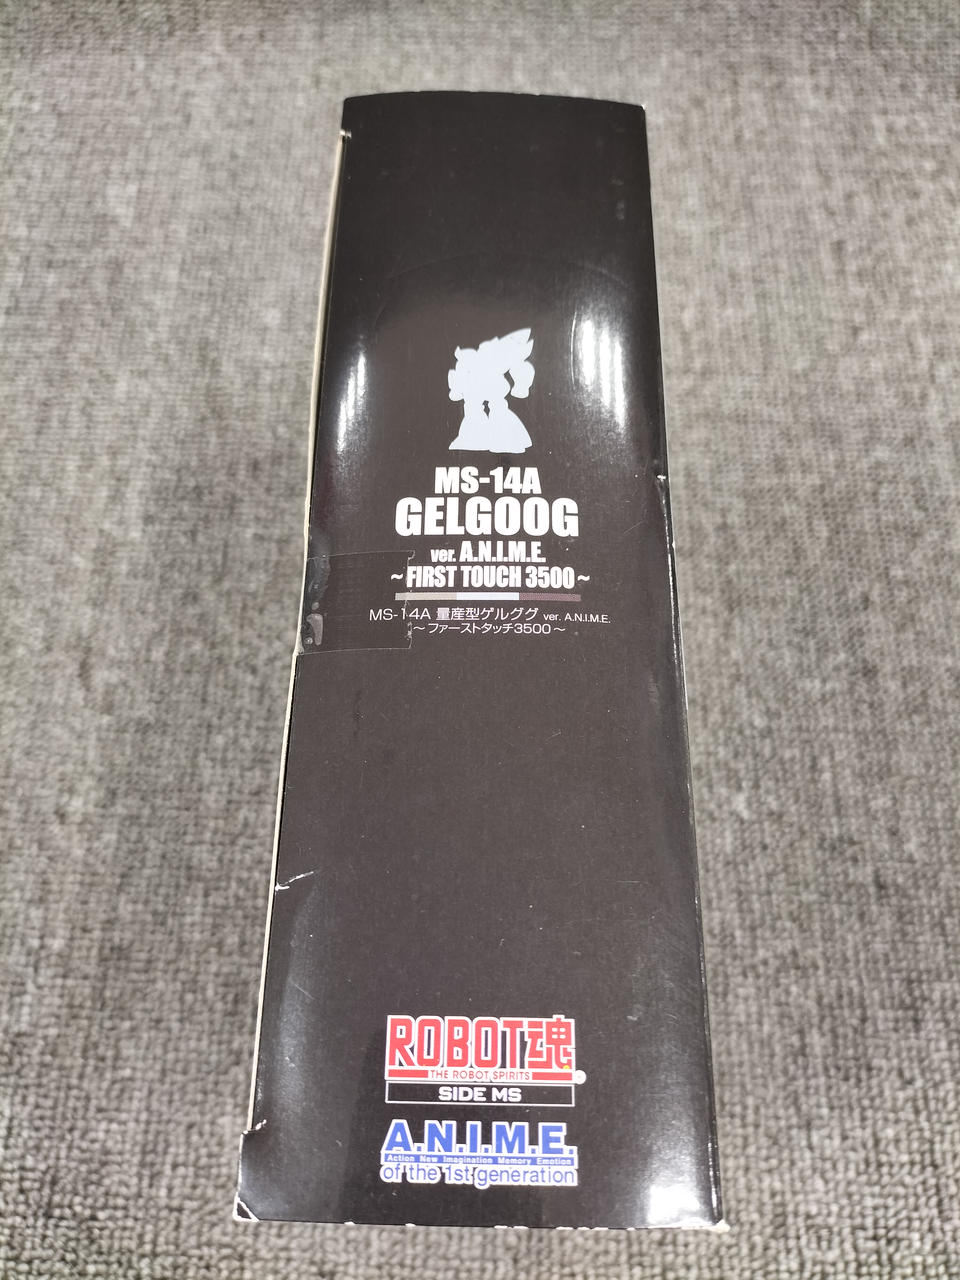 MS-14A
GELGOOG
ver. A.N.I.M.E.
~FIRST TOUCH 3500~
MS-14A 量産型ゲルググ ver. A.N.I.M.E.
~ファーストタッチ3500~
ROBOT魂
THE ROBOT SPIRITS
SIDE MS
A.N.I.M.E.
Action New Imagination Memory Emotion
of the 1st generation